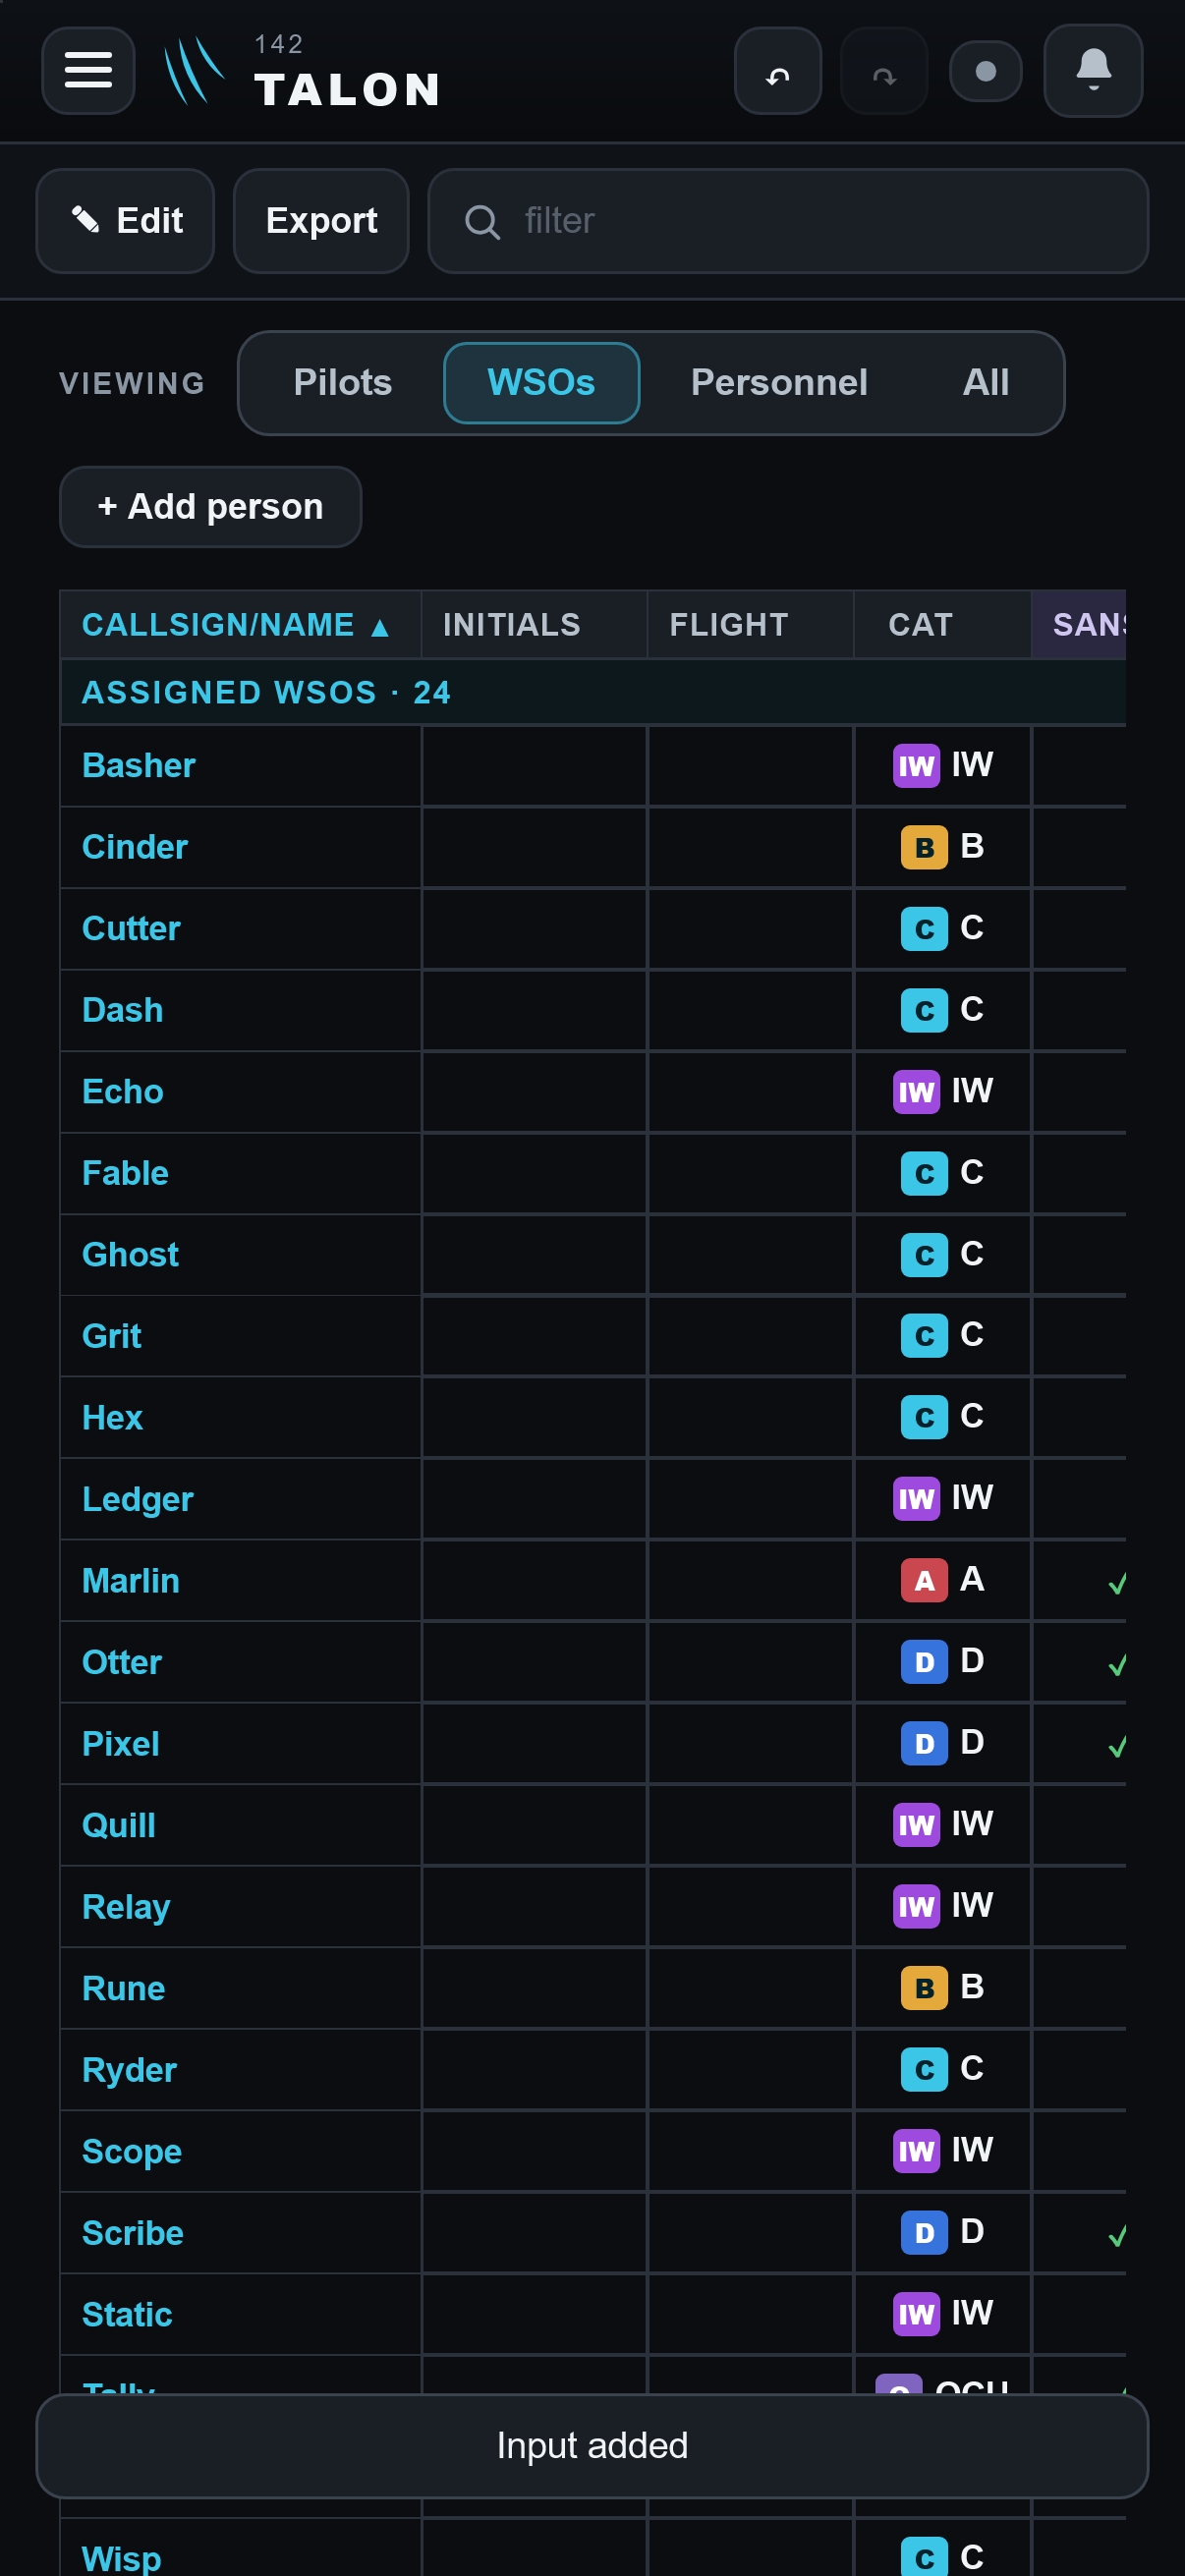 142
TALON
Edit
Export
filter
VIEWING
Pilots
WSOs
Personnel
All
+ Add person
CALLSIGN/NAME ▲ INITIALS FLIGHT CAT
ASSIGNED WSOS · 24
Basher IW IW
Cinder B B
Cutter C C
Dash C C
Echo IW IW
Fable C C
Ghost C C
Grit C C
Hex C C
Ledger IW IW
Marlin A A ✓
Otter D D ✓
Pixel D D ✓
Quill IW IW
Relay IW IW
Rune B B
Ryder C C
Scope IW IW
Scribe D D ✓
Static IW IW
Tally OCU
Input added
Wisp C C